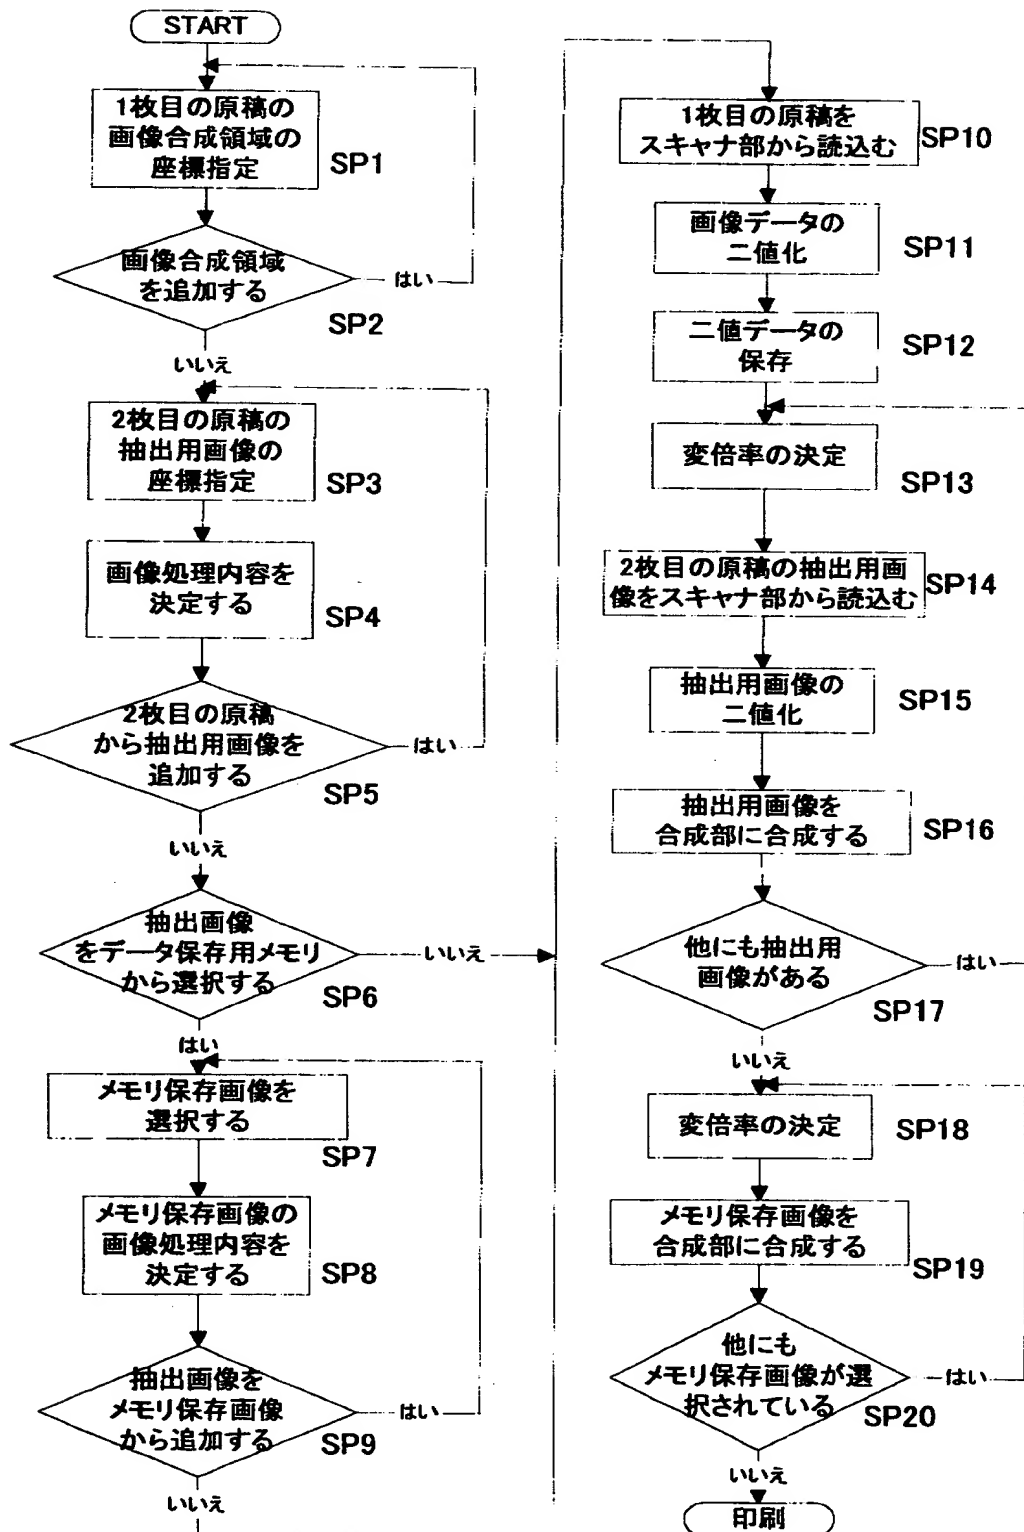 START
1枚目の原稿の
画像合成領域の
座標指定
SP1
画像合成領域
を追加する
はい
SP2
いいえ
2枚目の原稿の
抽出用画像の
座標指定
SP3
画像処理内容を
決定する
SP4
2枚目の原稿
から抽出用画像を
追加する
はい
SP5
いいえ
抽出画像
をデータ保存用メモリ
から選択する
いいえ
SP6
はい
メモリ保存画像を
選択する
SP7
メモリ保存画像の
画像処理内容を
決定する
SP8
抽出画像を
メモリ保存画像
から追加する
はい
SP9
いいえ
1枚目の原稿を
スキャナ部から読込む
SP10
画像データの
二値化
SP11
二値データの
保存
SP12
変倍率の決定
SP13
2枚目の原稿の抽出用画
像をスキャナ部から読込む
SP14
抽出用画像の
二値化
SP15
抽出用画像を
合成部に合成する
SP16
他にも抽出用
画像がある
はい
SP17
いいえ
変倍率の決定
SP18
メモリ保存画像を
合成部に合成する
SP19
他にも
メモリ保存画像が選
択されている
はい
SP20
いいえ
印刷